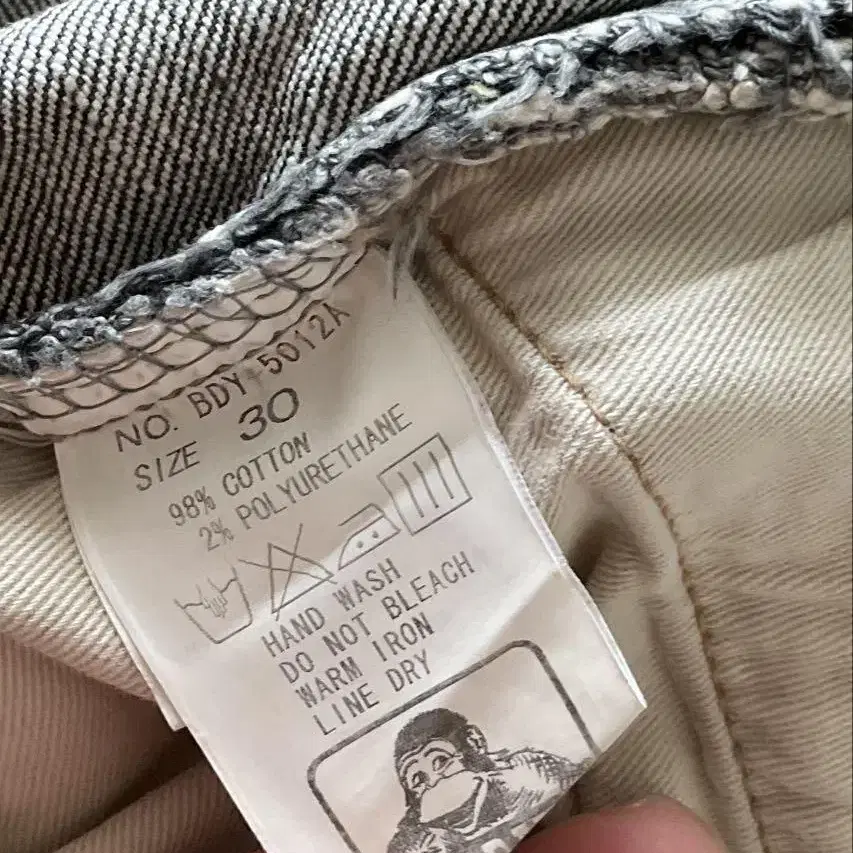 NO. BDY-5012A
SIZE 30
98% COTTON
2% POLYURETHANE
HAND WASH
DO NOT BLEACH
WARM IRON
LINE DRY